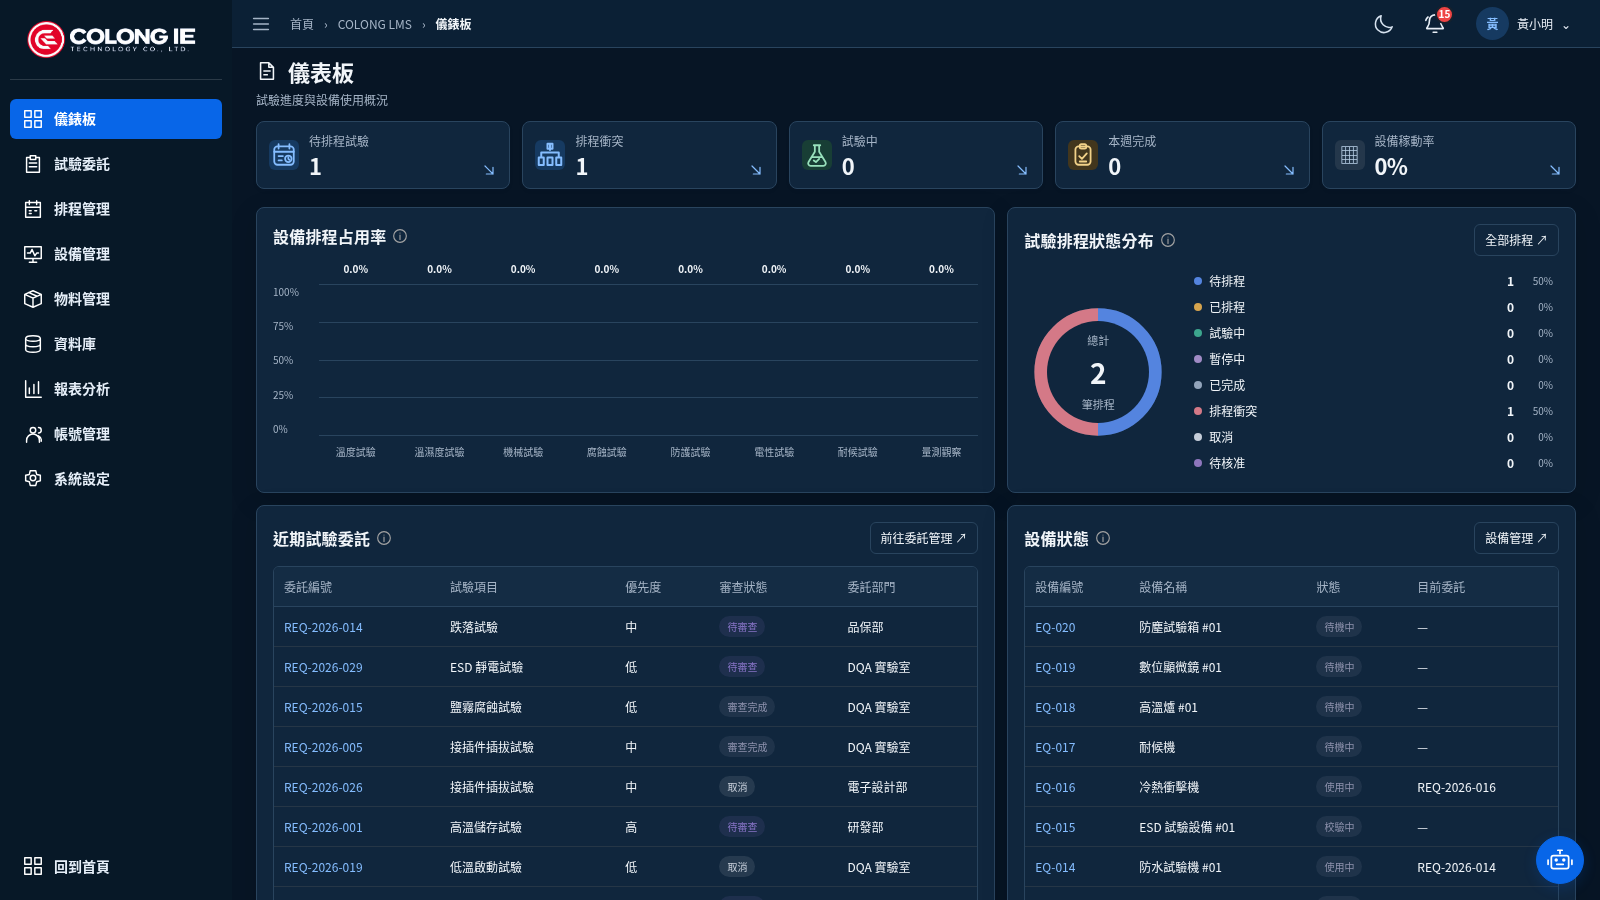 COLONG IE
TECHNOLOGY CO., LTD.
首頁 › COLONG LMS › 儀錶板
15
黃 黃小明
儀錶板
試驗委託
排程管理
設備管理
物料管理
資料庫
報表分析
帳號管理
系統設定
回到首頁
儀表板
試驗進度與設備使用概況
待排程試驗
1
排程衝突
1
試驗中
0
本週完成
0
設備稼動率
0%
設備排程占用率
0.0% 0.0% 0.0% 0.0% 0.0% 0.0% 0.0% 0.0%
100%
75%
50%
25%
0%
溫度試驗 溫濕度試驗 機械試驗 腐蝕試驗 防護試驗 電性試驗 耐候試驗 量測觀察
試驗排程狀態分布
全部排程 ↗
總計
2
筆排程
待排程 1 50%
已排程 0 0%
試驗中 0 0%
暫停中 0 0%
已完成 0 0%
排程衝突 1 50%
取消 0 0%
待核准 0 0%
近期試驗委託
前往委託管理 ↗
委託編號 試驗項目 優先度 審查狀態 委託部門
REQ-2026-014 跌落試驗 中 待審查 品保部
REQ-2026-029 ESD 靜電試驗 低 待審查 DQA 實驗室
REQ-2026-015 鹽霧腐蝕試驗 低 審查完成 DQA 實驗室
REQ-2026-005 接插件插拔試驗 中 審查完成 DQA 實驗室
REQ-2026-026 接插件插拔試驗 中 取消 電子設計部
REQ-2026-001 高溫儲存試驗 高 待審查 研發部
REQ-2026-019 低溫啟動試驗 低 取消 DQA 實驗室
設備狀態
設備管理 ↗
設備編號 設備名稱 狀態 目前委託
EQ-020 防塵試驗箱 #01 待機中 —
EQ-019 數位顯微鏡 #01 待機中 —
EQ-018 高溫爐 #01 待機中 —
EQ-017 耐候機 待機中 —
EQ-016 冷熱衝擊機 使用中 REQ-2026-016
EQ-015 ESD 試驗設備 #01 校驗中 —
EQ-014 防水試驗機 #01 使用中 REQ-2026-014